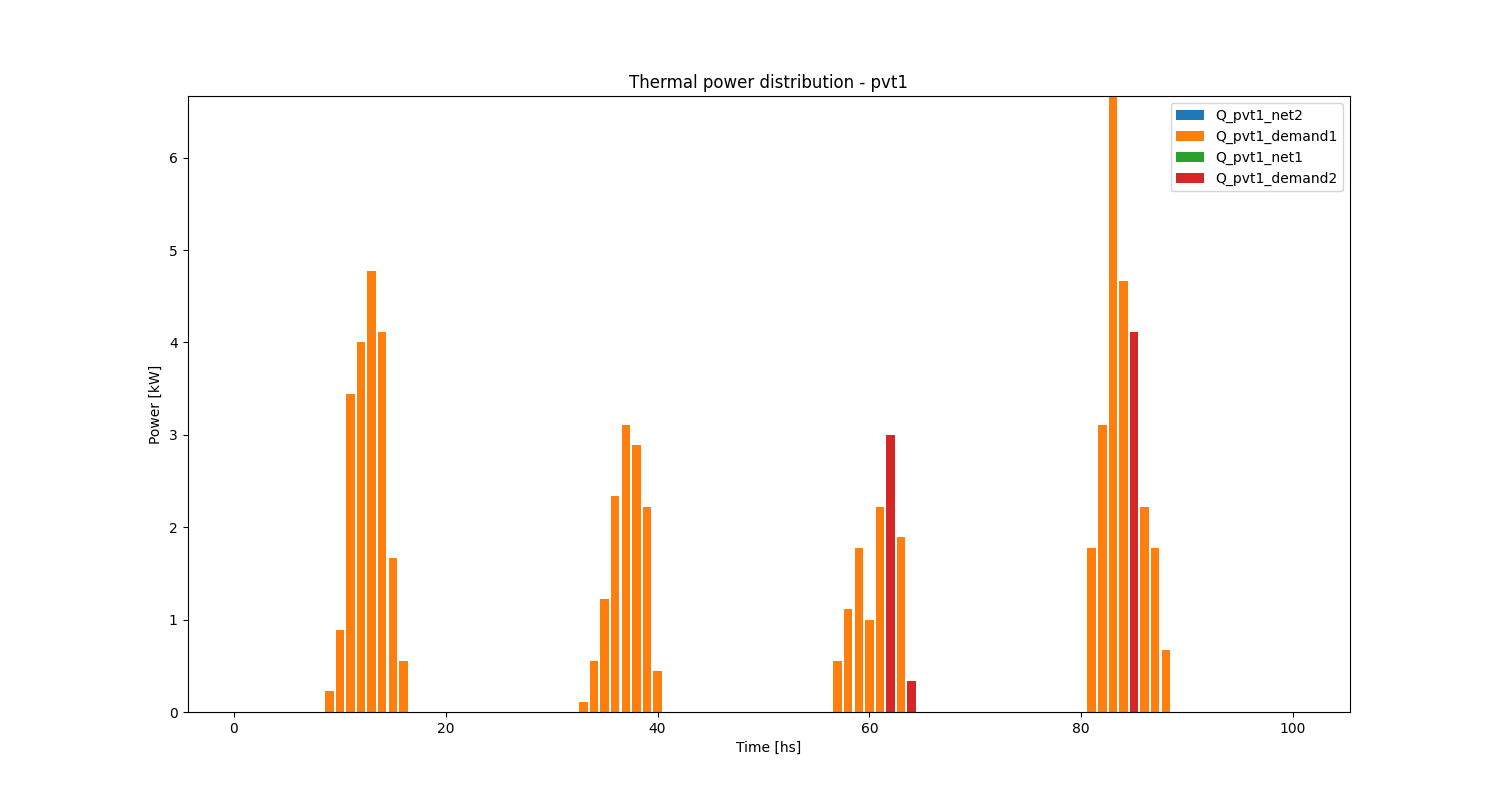 Thermal power distribution - pvt1
Q_pvt1_net2
Q_pvt1_demand1
Q_pvt1_net1
Q_pvt1_demand2
6
5
4
3
2
1
0
Power [kW]
0 20 40 60 80 100
Time [hs]